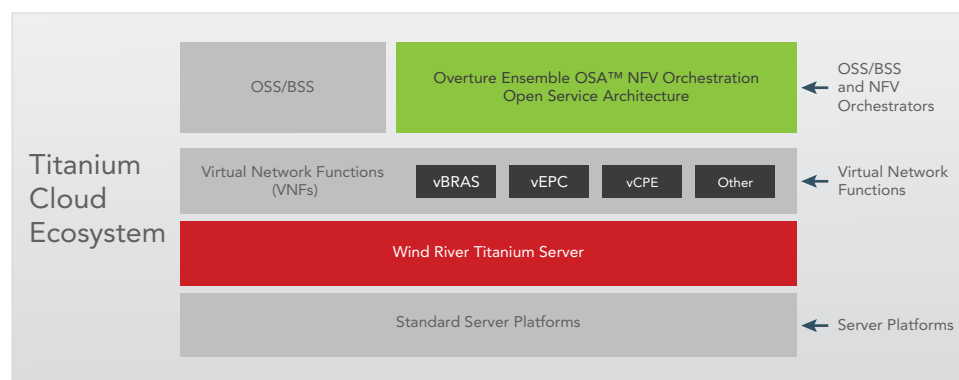 OSS/BSS
Overture Ensemble OSA™ NFV Orchestration
Open Service Architecture
OSS/BSS
and NFV
Orchestrators
Titanium
Cloud
Ecosystem
Virtual Network Functions
(VNFs)
vBRAS
vEPC
vCPE
Other
Virtual Network
Functions
Wind River Titanium Server
Standard Server Platforms
Server Platforms